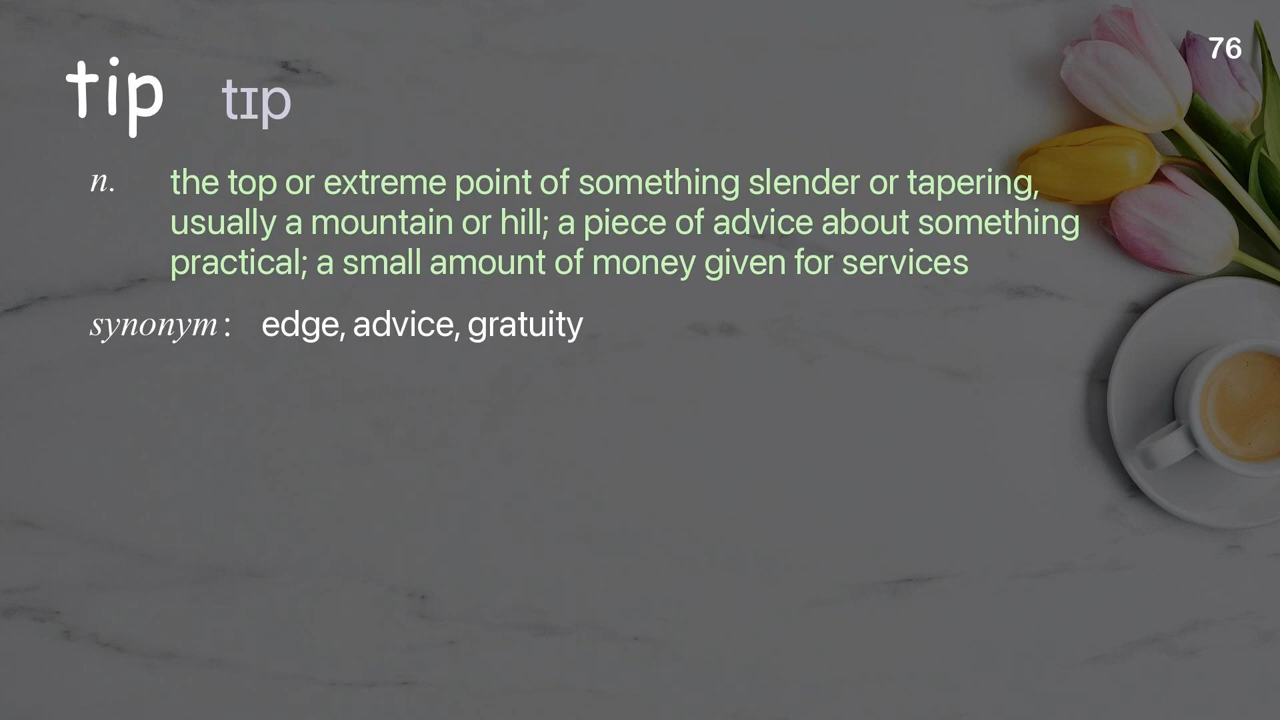 76
tip tɪp
n. the top or extreme point of something slender or tapering,
usually a mountain or hill; a piece of advice about something
practical; a small amount of money given for services
synonym: edge, advice, gratuity